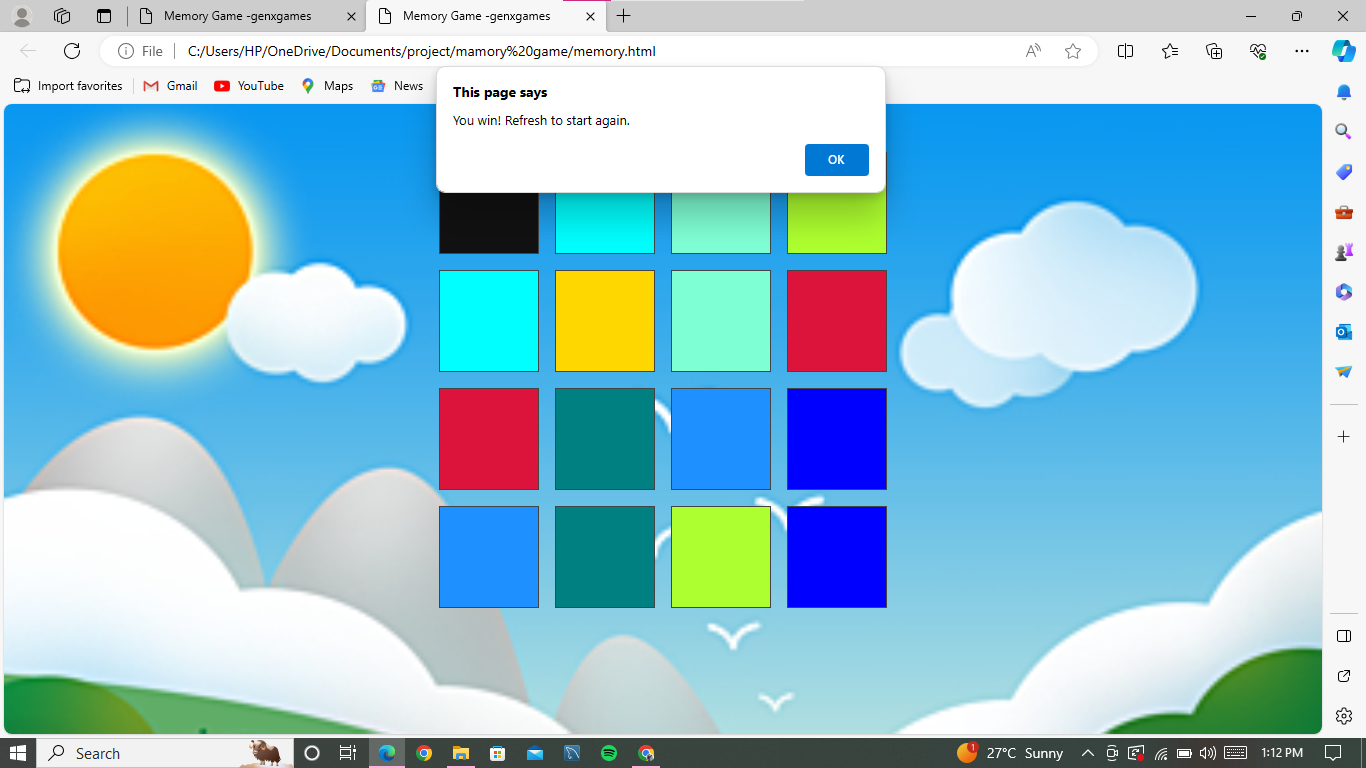 Memory Game -genxgames
Memory Game -genxgames
File
C:/Users/HP/OneDrive/Documents/project/mamory%20game/memory.html
Import favorites
Gmail
YouTube
Maps
News
This page says
You win! Refresh to start again.
OK
Search
1
27°C Sunny
1:12 PM